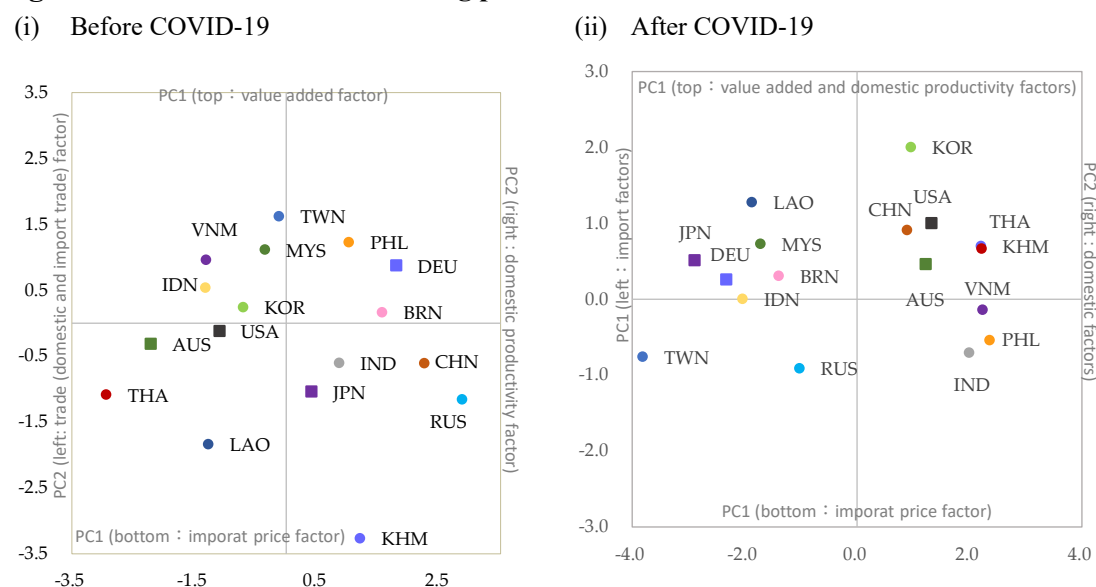 (i) Before COVID-19
3.5
2.5
1.5
0.5
-0.5
-1.5
-2.5
-3.5
-3.5
-1.5
0.5
2.5
PC1 (top：value added factor)
PC2 (left: trade (domestic and import trade) factor)
PC2 (right : domestic productivity factor)
PC1 (bottom：imporat price factor)
TWN
VNM
MYS
PHL
DEU
IDN
KOR
BRN
USA
AUS
IND
CHN
THA
JPN
RUS
LAO
KHM
(ii) After COVID-19
3.0
2.0
1.0
0.0
-1.0
-2.0
-3.0
-4.0
-2.0
0.0
2.0
4.0
PC1 (top：value added and domestic productivity factors)
PC1 (left：import factors)
PC2 (right : domestic factors)
PC1 (bottom：imporat price factor)
KOR
LAO
USA
CHN
THA
JPN
MYS
KHM
DEU
BRN
IDN
AUS
VNM
TWN
RUS
PHL
IND